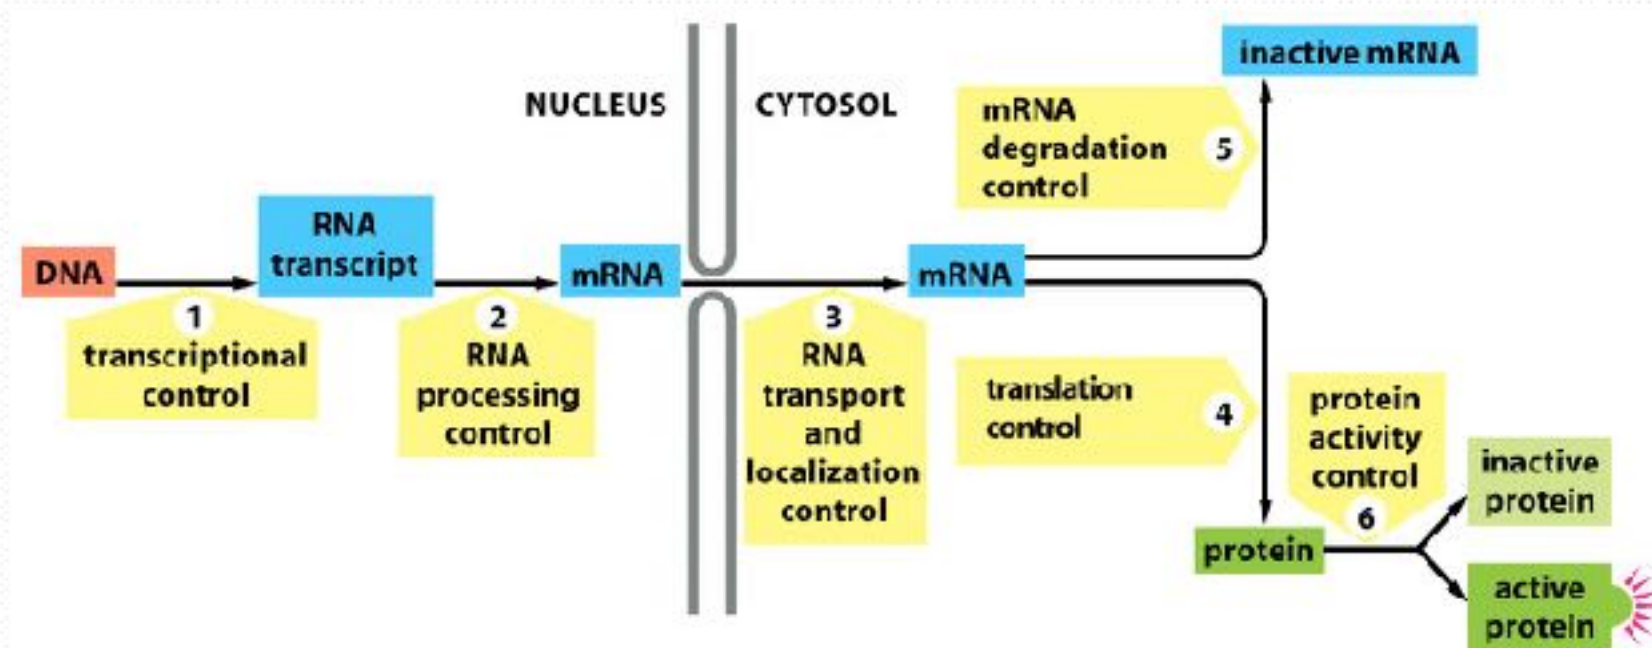 NUCLEUS
CYTOSOL
DNA
RNA
transcript
mRNA
mRNA
inactive mRNA
1
transcriptional
control
2
RNA
processing
control
3
RNA
transport
and
localization
control
mRNA
degradation
control
5
translation
control
4
protein
protein
activity
control
6
inactive
protein
active
protein